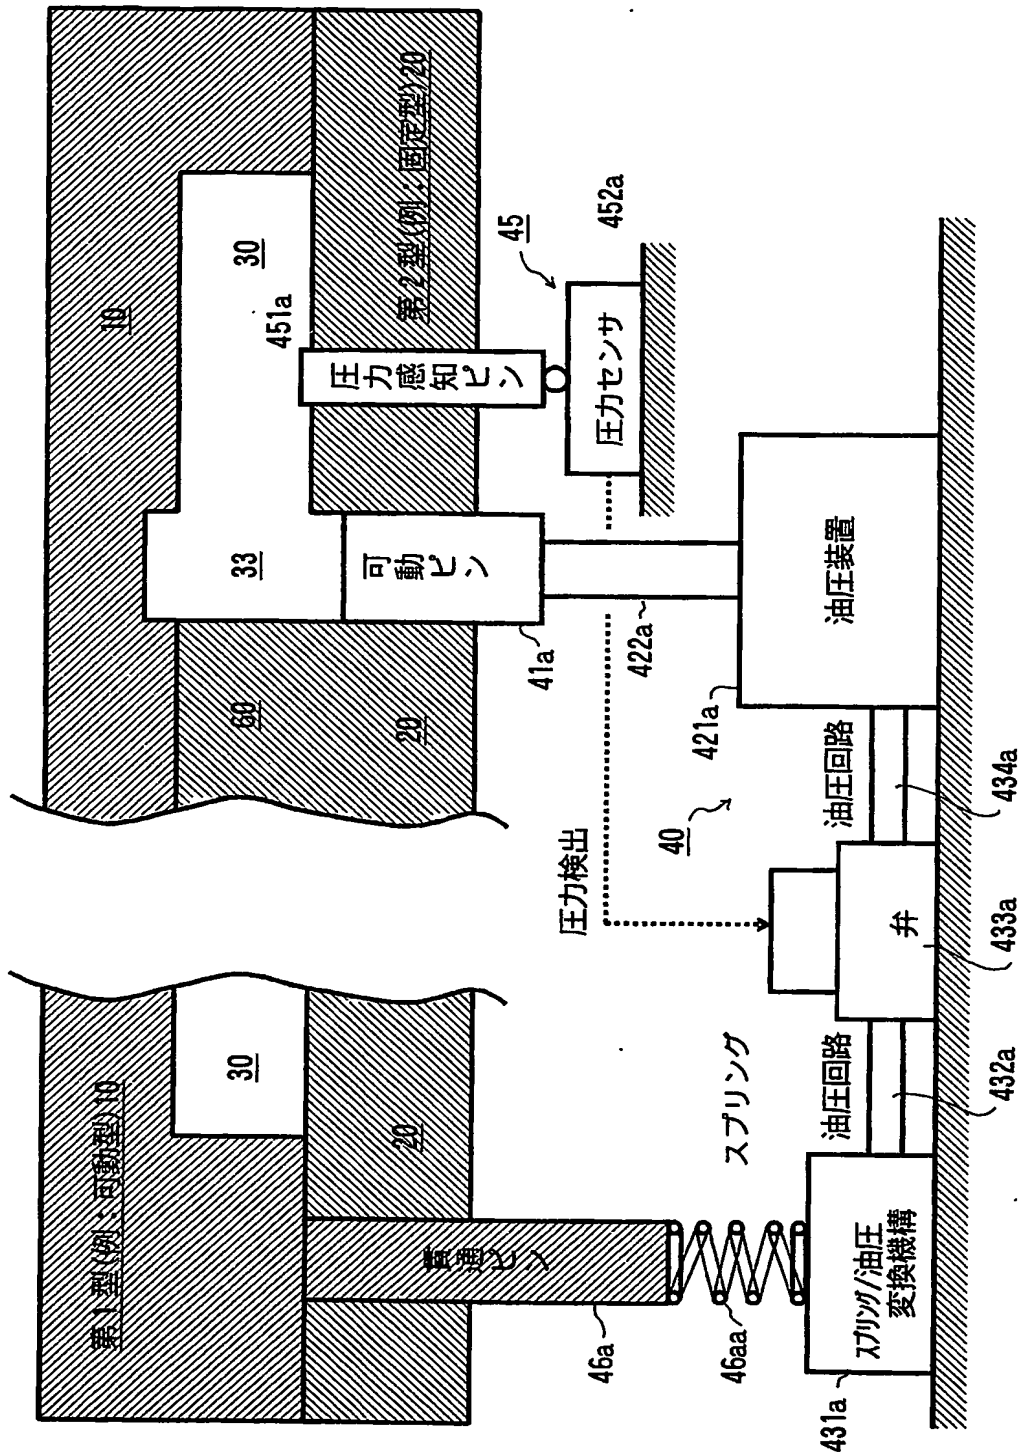 第1型(例:可動型)10
30
20
貫通ピン
46a
46aa
スプリング
スプリング/油圧
変換機構
431a
油圧回路
432a
弁
433a
油圧回路
434a
圧力検出
40
10
60
20
33
可動ピン
41a
422a
421a
油圧装置
30
451a
圧力感知ピン
第2型(例:固定型)20
45
圧力センサ
452a